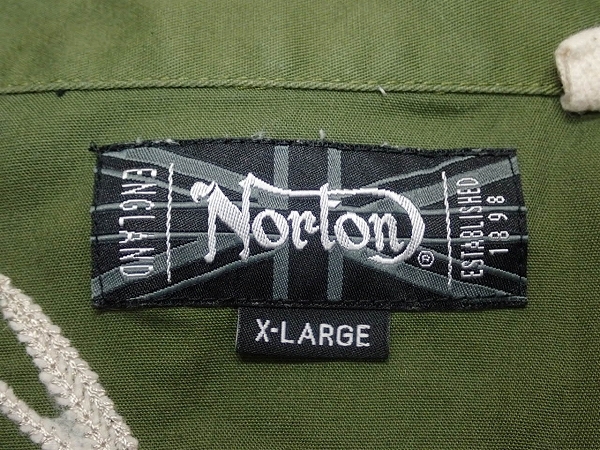 ENGLAND
Norton®
ESTABLISHED
1898
X-LARGE